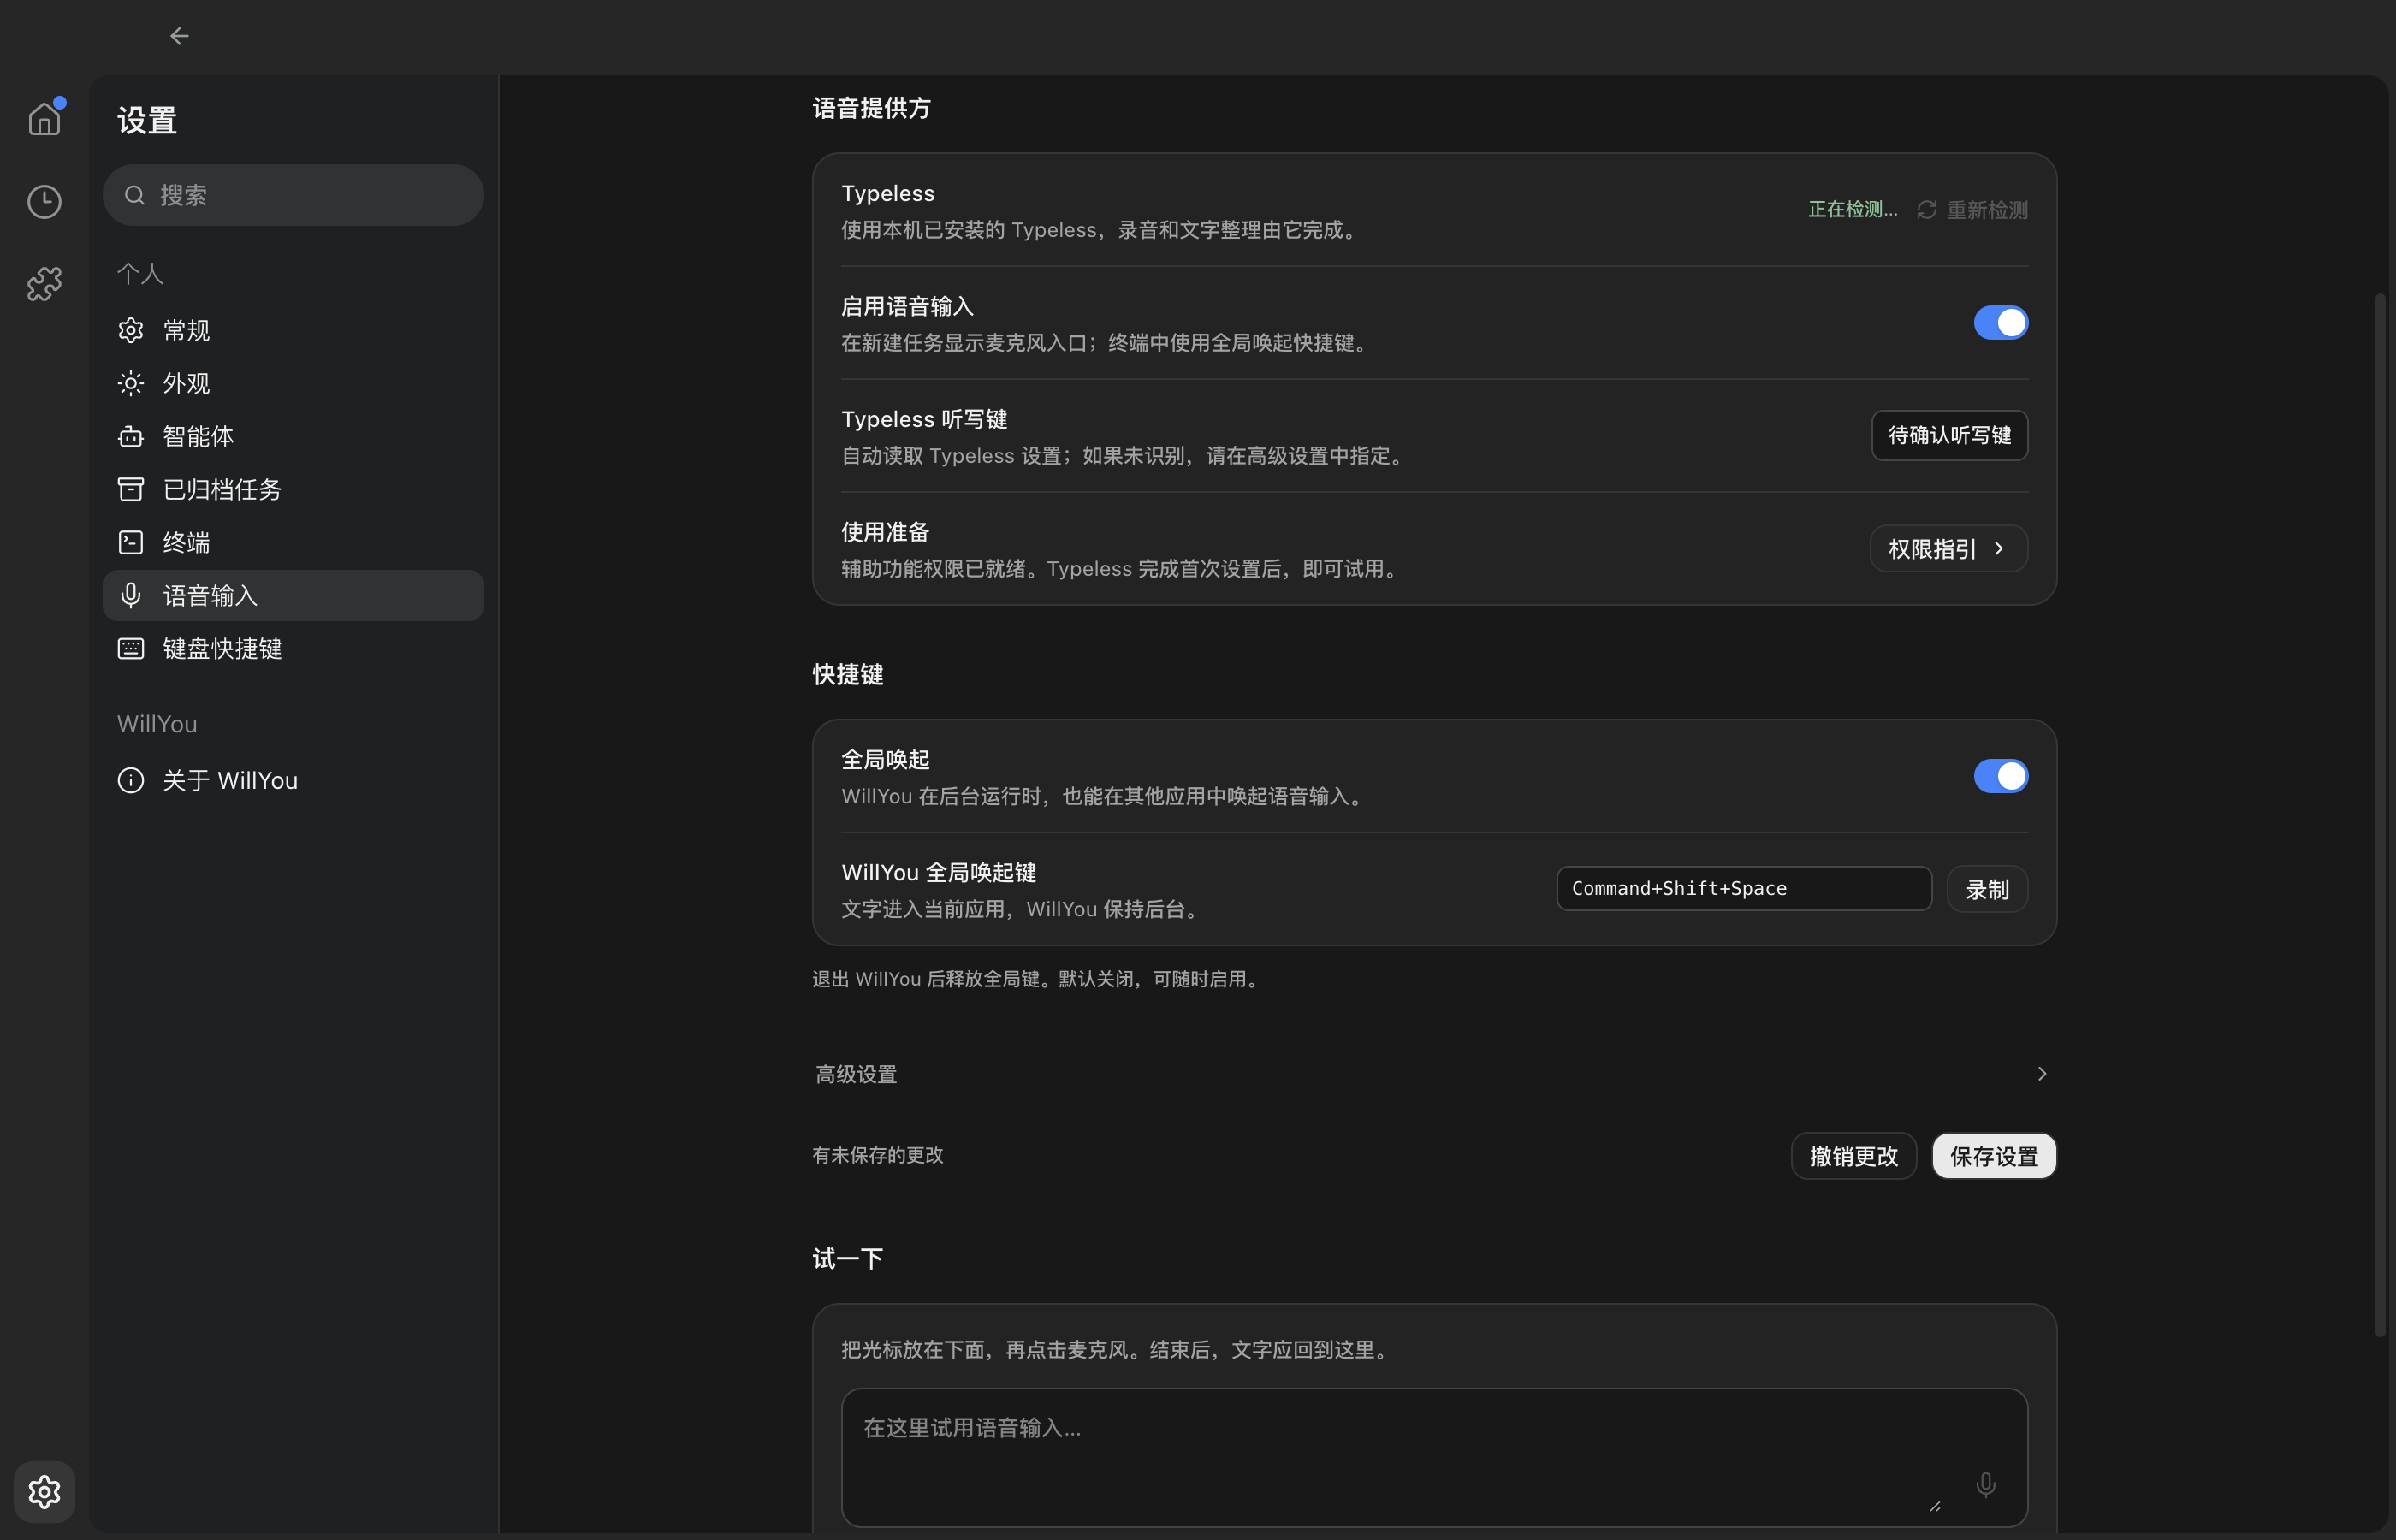 设置
搜索
个人
常规
外观
智能体
已归档任务
终端
语音输入
键盘快捷键
WillYou
关于 WillYou
语音提供方
Typeless
使用本机已安装的 Typeless，录音和文字整理由它完成。
正在检测... 重新检测
启用语音输入
在新建任务显示麦克风入口；终端中使用全局唤起快捷键。
Typeless 听写键
自动读取 Typeless 设置；如果未识别，请在高级设置中指定。
待确认听写键
使用准备
辅助功能权限已就绪。Typeless 完成首次设置后，即可试用。
权限指引
快捷键
全局唤起
WillYou 在后台运行时，也能在其他应用中唤起语音输入。
WillYou 全局唤起键
文字进入当前应用，WillYou 保持后台。
Command+Shift+Space
录制
退出 WillYou 后释放全局键。默认关闭，可随时启用。
高级设置
有未保存的更改
撤销更改
保存设置
试一下
把光标放在下面，再点击麦克风。结束后，文字应回到这里。
在这里试用语音输入...